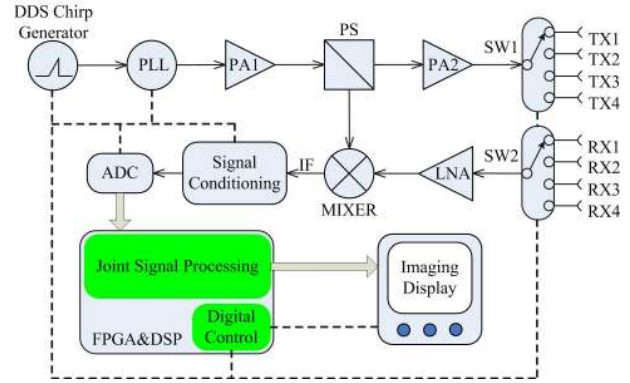 DDS Chirp
Generator
PLL
PA1
PS
PA2
SW1
TX1
TX2
TX3
TX4
ADC
Signal
Conditioning
IF
MIXER
LNA
SW2
RX1
RX2
RX3
RX4
Joint Signal Processing
Digital
Control
FPGA&DSP
Imaging
Display